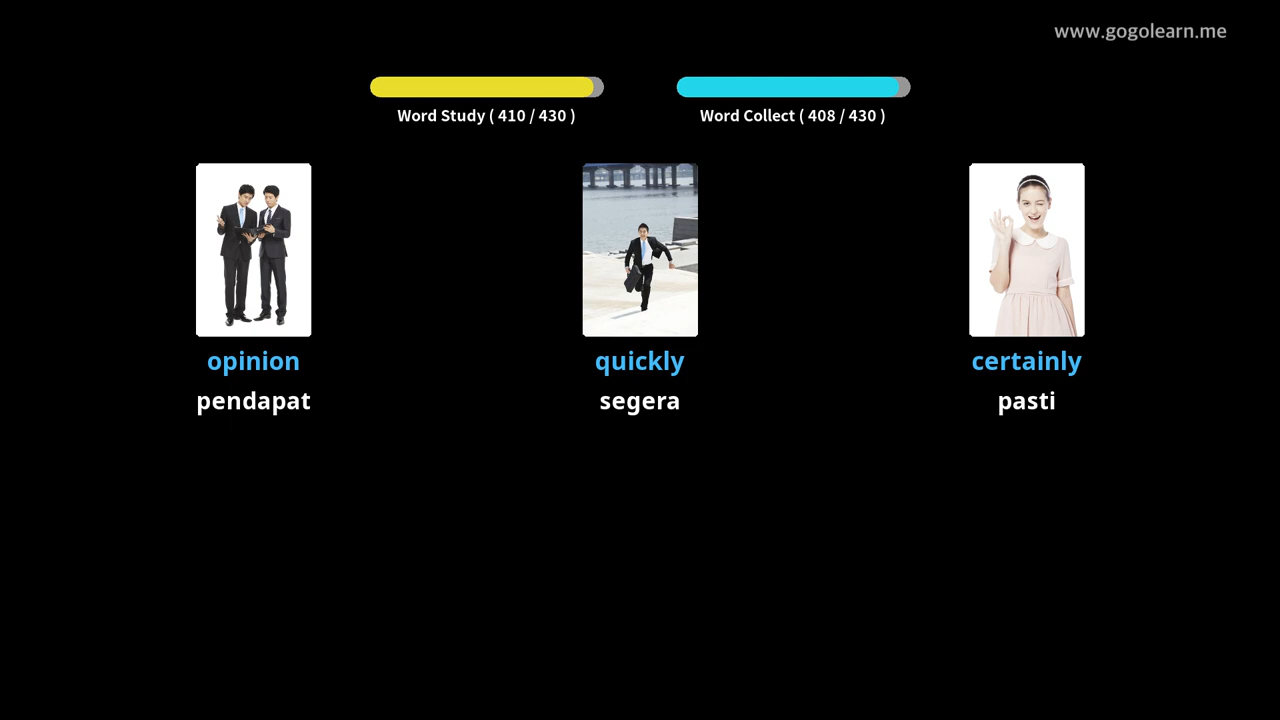 www.gogolearn.me
Word Study ( 410 / 430 )
Word Collect ( 408 / 430 )
opinion
pendapat
quickly
segera
certainly
pasti